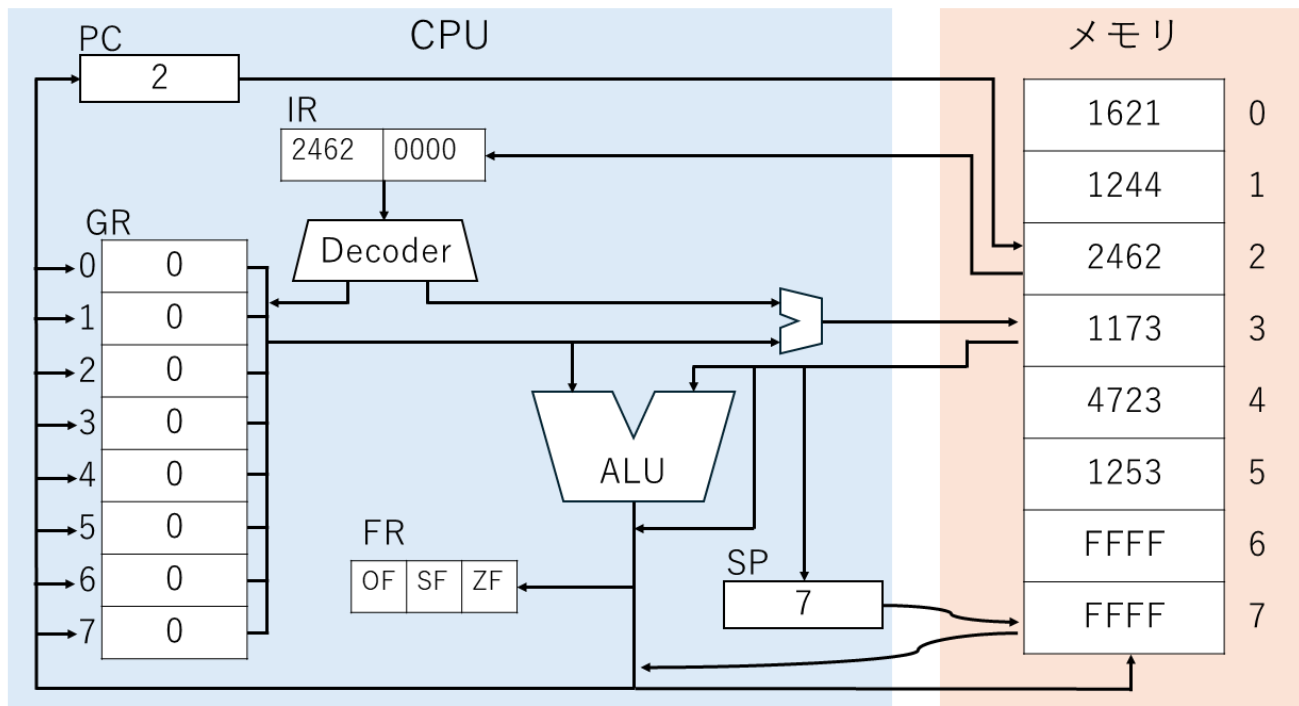 CPU
メモリ
PC
2
IR
2462 0000
Decoder
GR
0 0
1 0
2 0
3 0
4 0
5 0
6 0
7 0
ALU
FR
OF SF ZF
SP
7
1621 0
1244 1
2462 2
1173 3
4723 4
1253 5
FFFF 6
FFFF 7